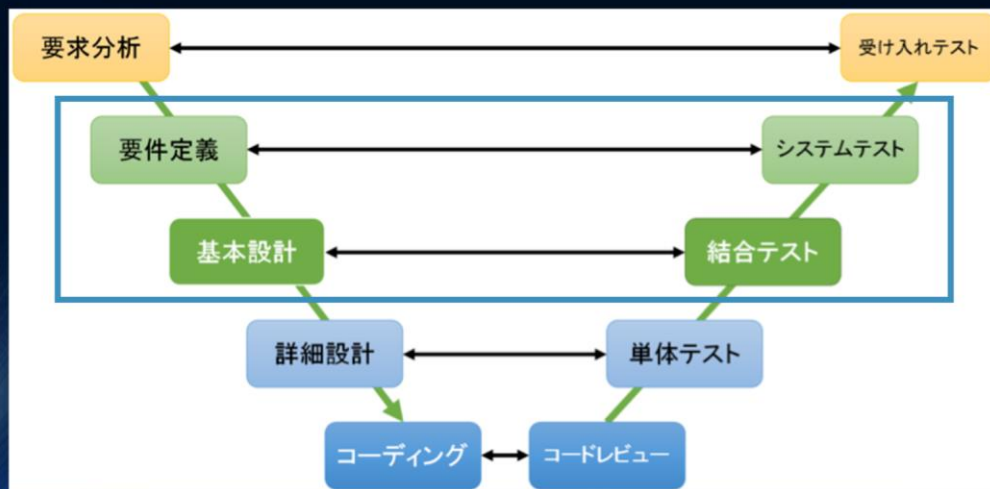 要求分析
受け入れテスト
要件定義
システムテスト
基本設計
結合テスト
詳細設計
単体テスト
コーディング
コードレビュー